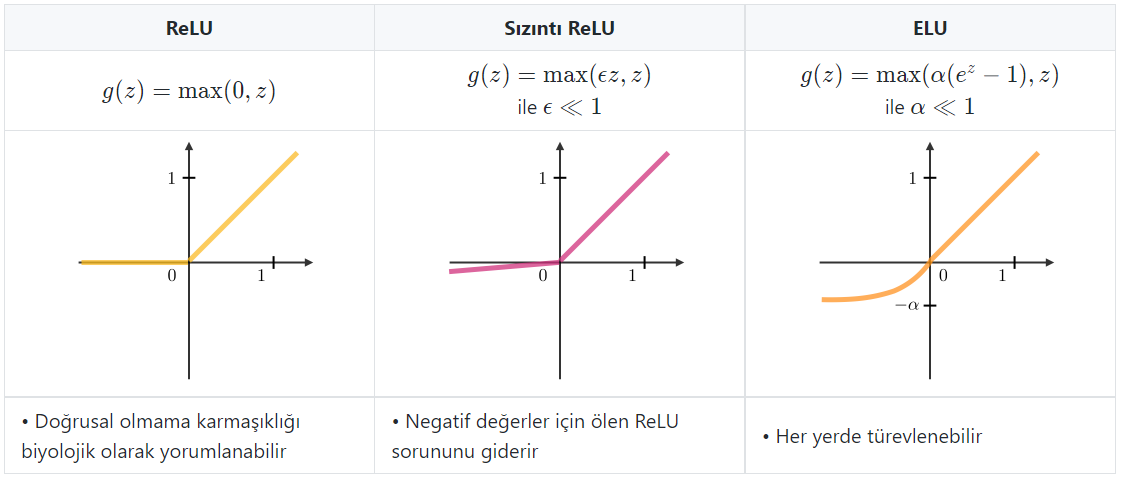 ReLU
Sızıntı ReLU
ELU
g(z) = max(0, z)
g(z) = max(ϵz, z)
ile ϵ ≪ 1
g(z) = max(α(e^z − 1), z)
ile α ≪ 1
1
0
1
1
0
1
1
0
1
−α
• Doğrusal olmama karmaşıklığı
biyolojik olarak yorumlanabilir
• Negatif değerler için ölen ReLU
sorununu giderir
• Her yerde türevlenebilir